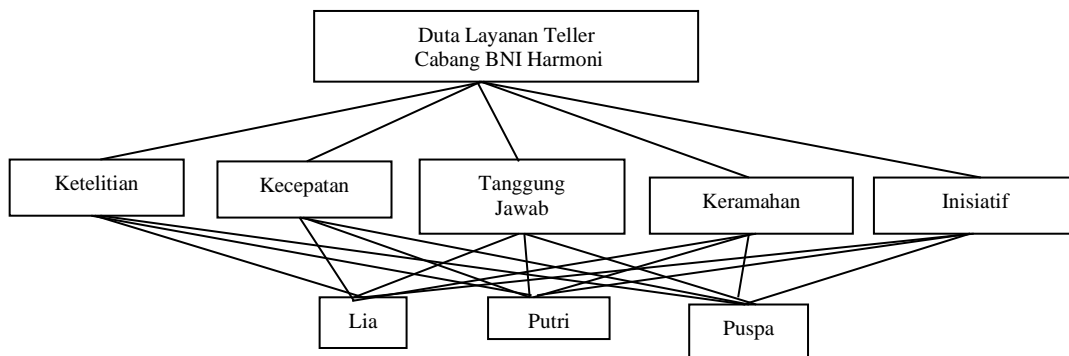 Duta Layanan Teller
Cabang BNI Harmoni
Ketelitian
Kecepatan
Tanggung
Jawab
Keramahan
Inisiatif
Lia
Putri
Puspa